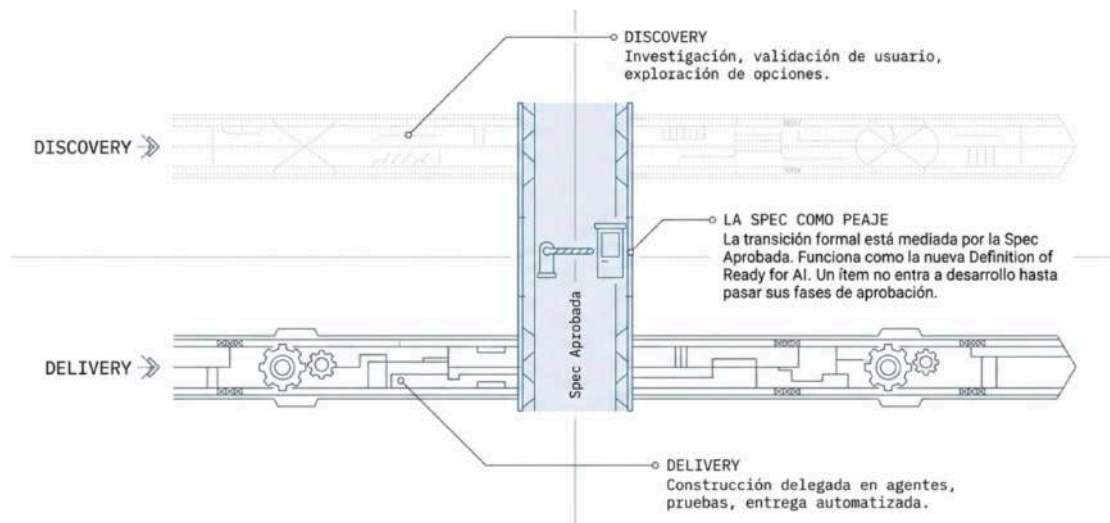 DISCOVERY
Investigación, validación de usuario,
exploración de opciones.
DISCOVERY
LA SPEC COMO PEAJE
La transición formal está mediada por la Spec
Aprobada. Funciona como la nueva Definition of
Ready for AI. Un ítem no entra a desarrollo hasta
pasar sus fases de aprobación.
Spec Aprobada
DELIVERY
DELIVERY
Construcción delegada en agentes,
pruebas, entrega automatizada.